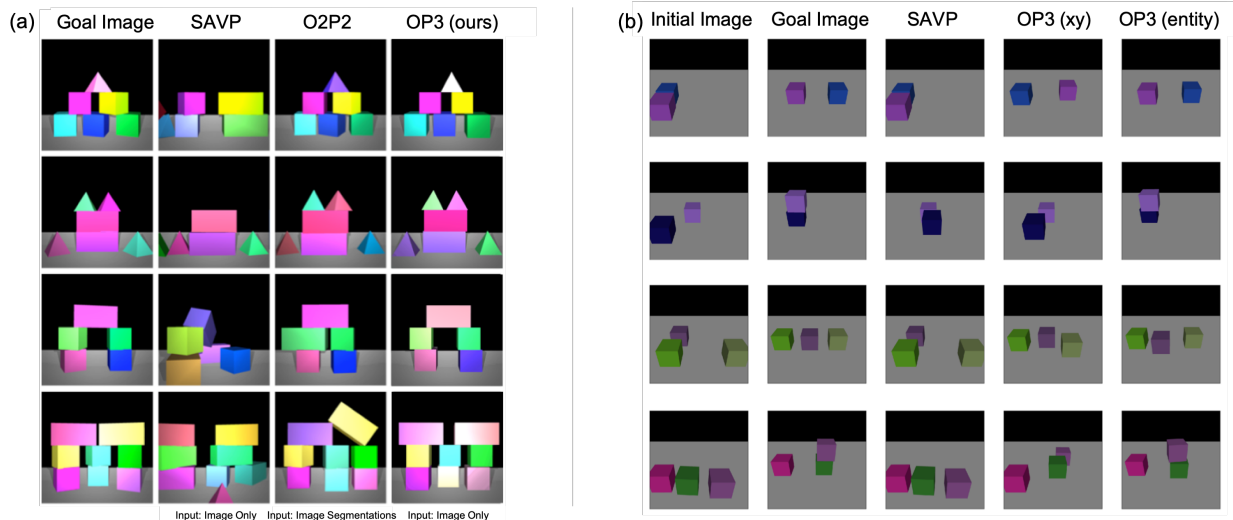 (a) Goal Image SAVP O2P2 OP3 (ours)
Input: Image Only Input: Image Segmentations Input: Image Only
(b) Initial Image Goal Image SAVP OP3 (xy) OP3 (entity)